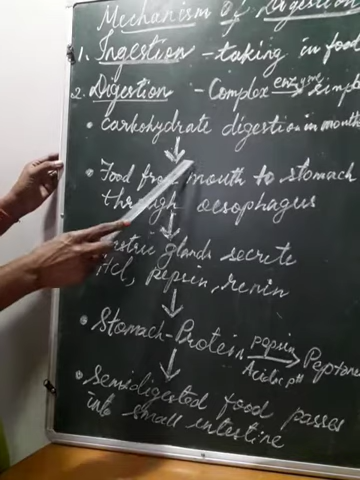 Mechanism of Digestion
1. Ingestion - taking in food
2. Digestion - Complex enzyme simple
• carbohydrate digestion in mouth
• Food from mouth to stomach
through oesophagus
glands secrete
HCl, pepsin, renin
• Stomach - Protein pepsin Peptone
Acidic pH
• Semidigested food passes
into small intestine